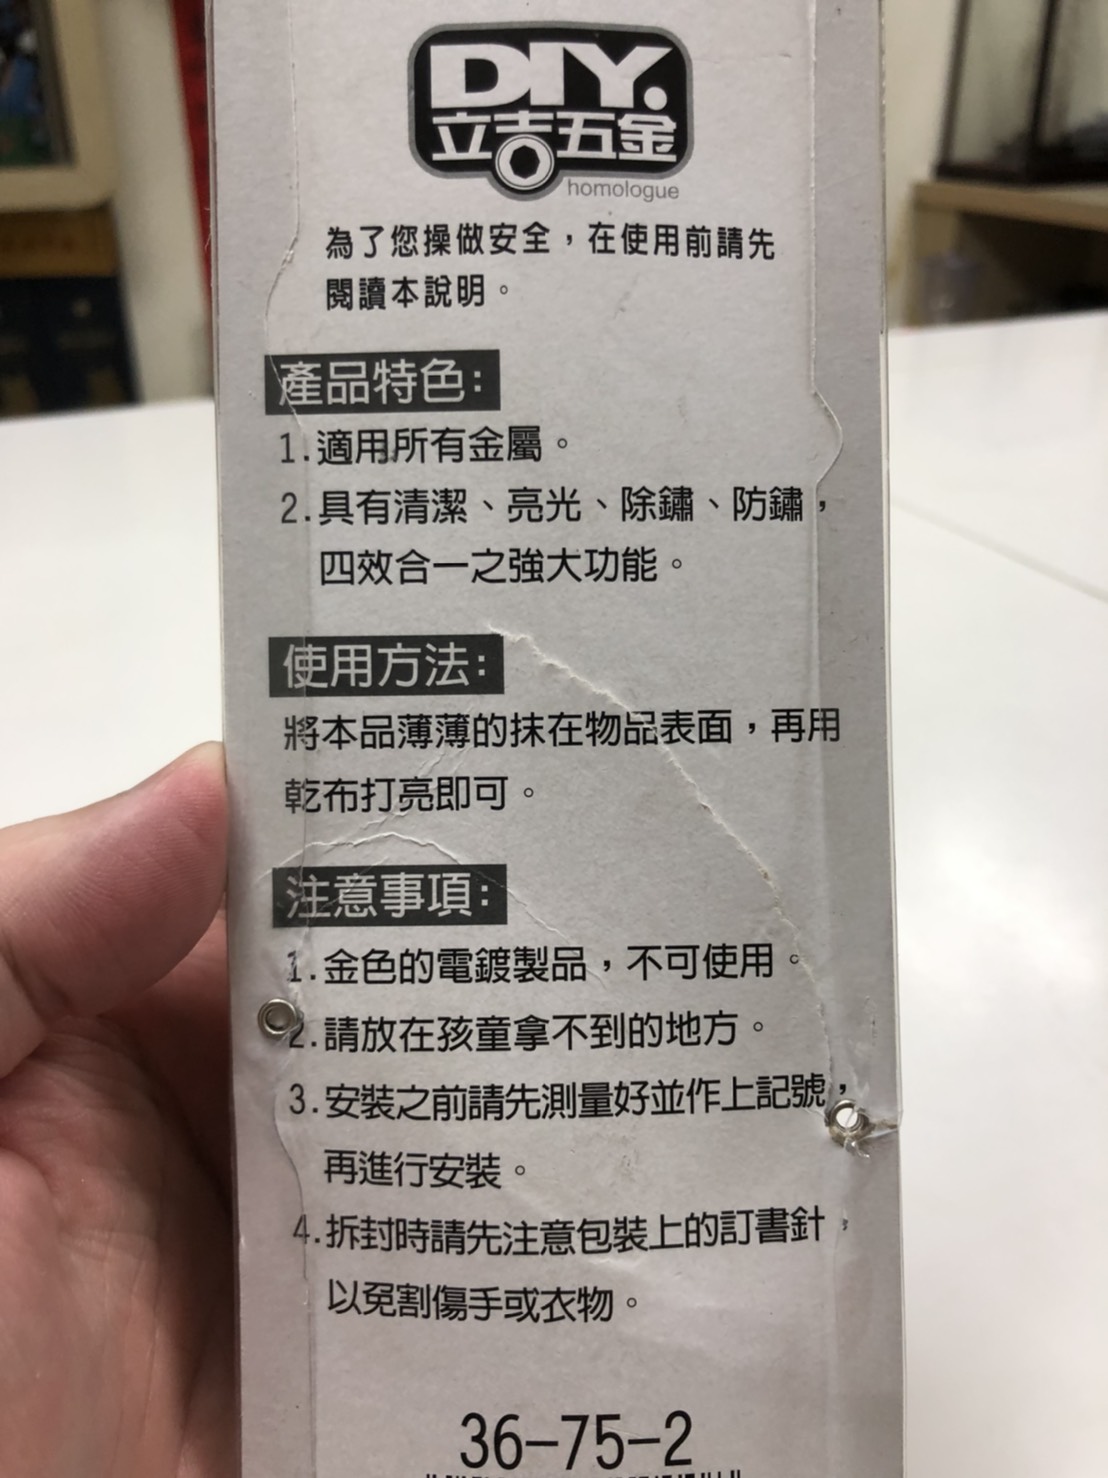 DIY.
立吉五金
homologue
為了您操做安全，在使用前請先
閱讀本說明。
產品特色:
1.適用所有金屬。
2.具有清潔、亮光、除鏽、防鏽，
四效合一之強大功能。
使用方法:
將本品薄薄的抹在物品表面，再用
乾布打亮即可。
注意事項:
1.金色的電鍍製品，不可使用。
2.請放在孩童拿不到的地方。
3.安裝之前請先測量好並作上記號，
再進行安裝。
4.拆封時請先注意包裝上的訂書針，
以免割傷手或衣物。
36-75-2